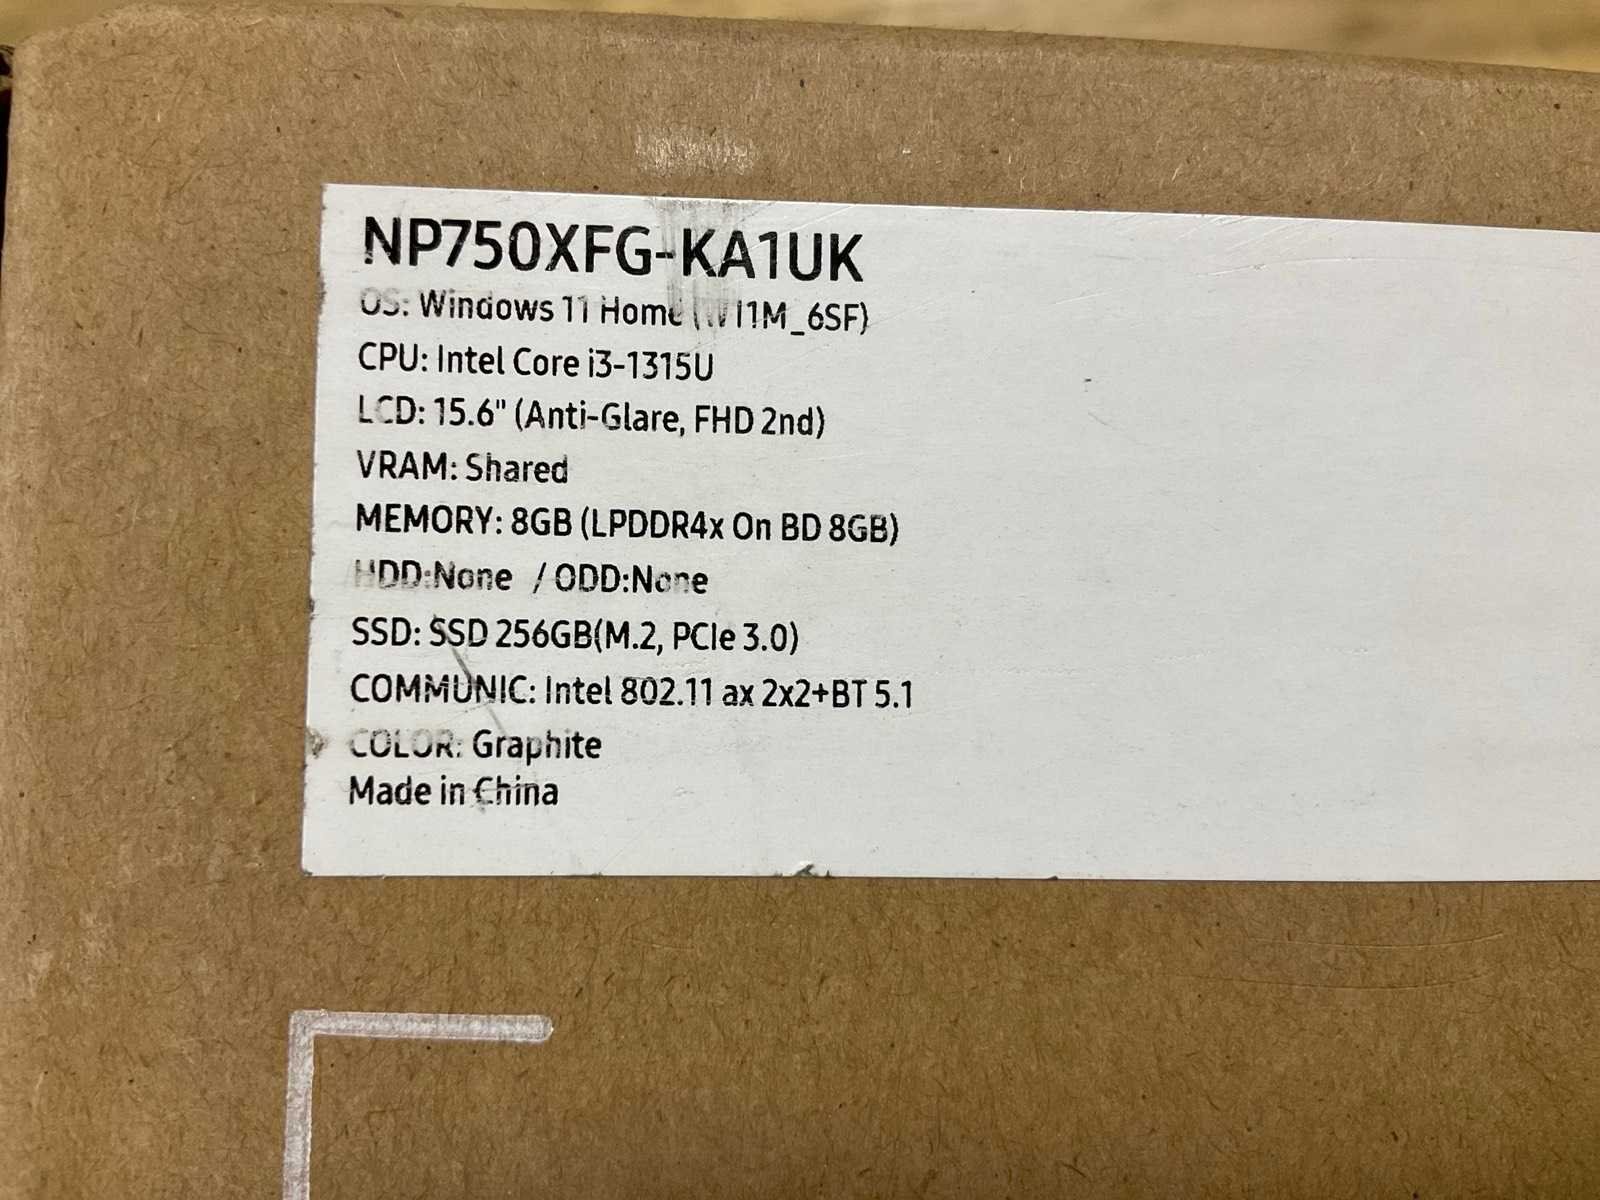 NP750XFG-KA1UK
OS: Windows 11 Home (W11M_6SF)
CPU: Intel Core i3-1315U
LCD: 15.6" (Anti-Glare, FHD 2nd)
VRAM: Shared
MEMORY: 8GB (LPDDR4x On BD 8GB)
HDD:None / ODD:None
SSD: SSD 256GB(M.2, PCIe 3.0)
COMMUNIC: Intel 802.11 ax 2x2+BT 5.1
COLOR: Graphite
Made in China